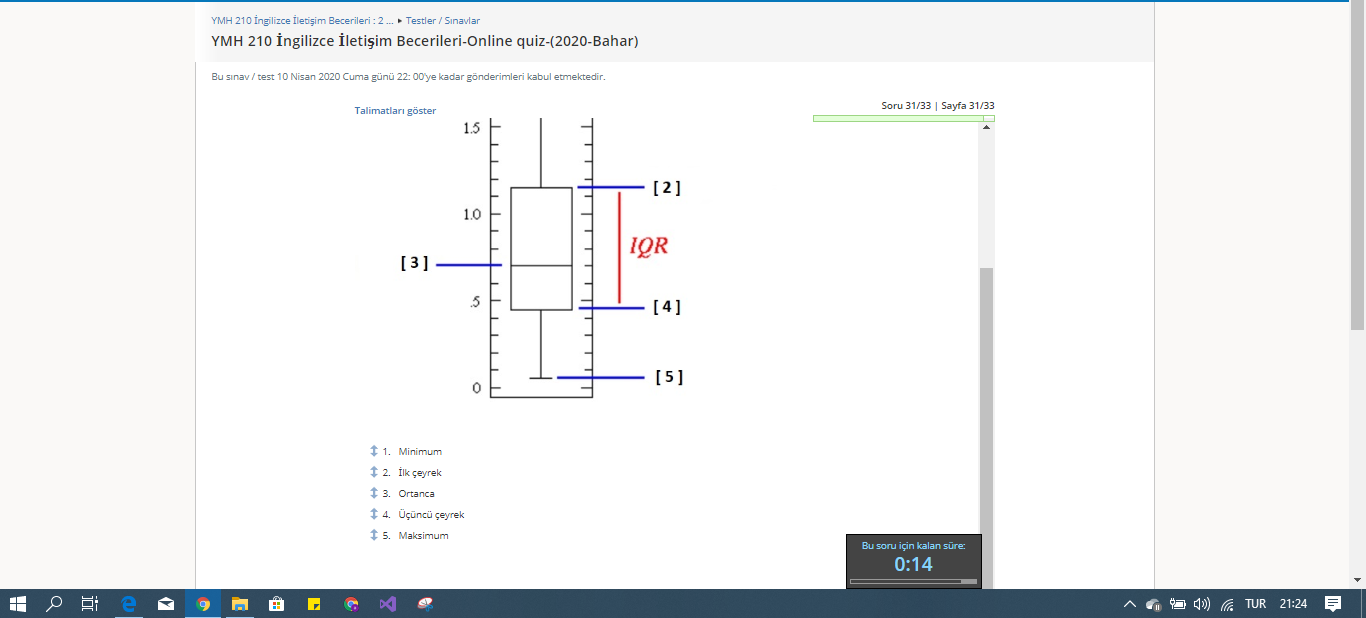 YMH 210 İngilizce İletişim Becerileri : 2 ... ▸ Testler / Sınavlar
YMH 210 İngilizce İletişim Becerileri-Online quiz-(2020-Bahar)
Bu sınav / test 10 Nisan 2020 Cuma günü 22: 00'ye kadar gönderimleri kabul etmektedir.
Soru 31/33 | Sayfa 31/33
Talimatları göster
1.5
[ 2 ]
1.0
IQR
[ 3 ]
.5
[ 4 ]
[ 5 ]
0
1. Minimum
2. İlk çeyrek
3. Ortanca
4. Üçüncü çeyrek
5. Maksimum
Bu soru için kalan süre:
0:14
TUR 21:24